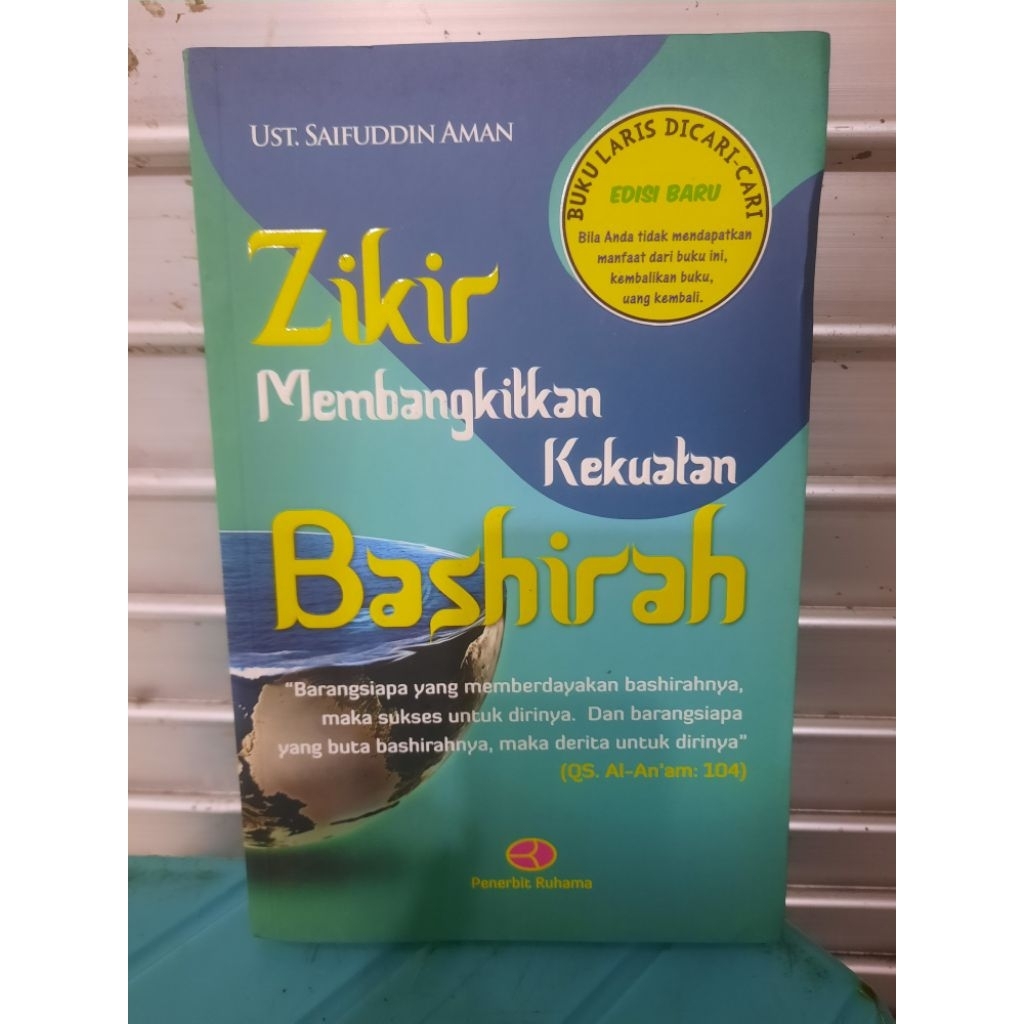 UST. SAIFUDDIN AMAN
BUKU LARIS DICARI-CARI
EDISI BARU
Bila Anda tidak mendapatkan
manfaat dari buku ini,
kembalikan buku,
uang kembali.
Zikir
Membangkitkan
Kekuatan
Bashirah
"Barangsiapa yang memberdayakan bashirahnya,
maka sukses untuk dirinya. Dan barangsiapa
yang buta bashirahnya, maka derita untuk dirinya"
(QS. Al-An'am: 104)
Penerbit Ruhama